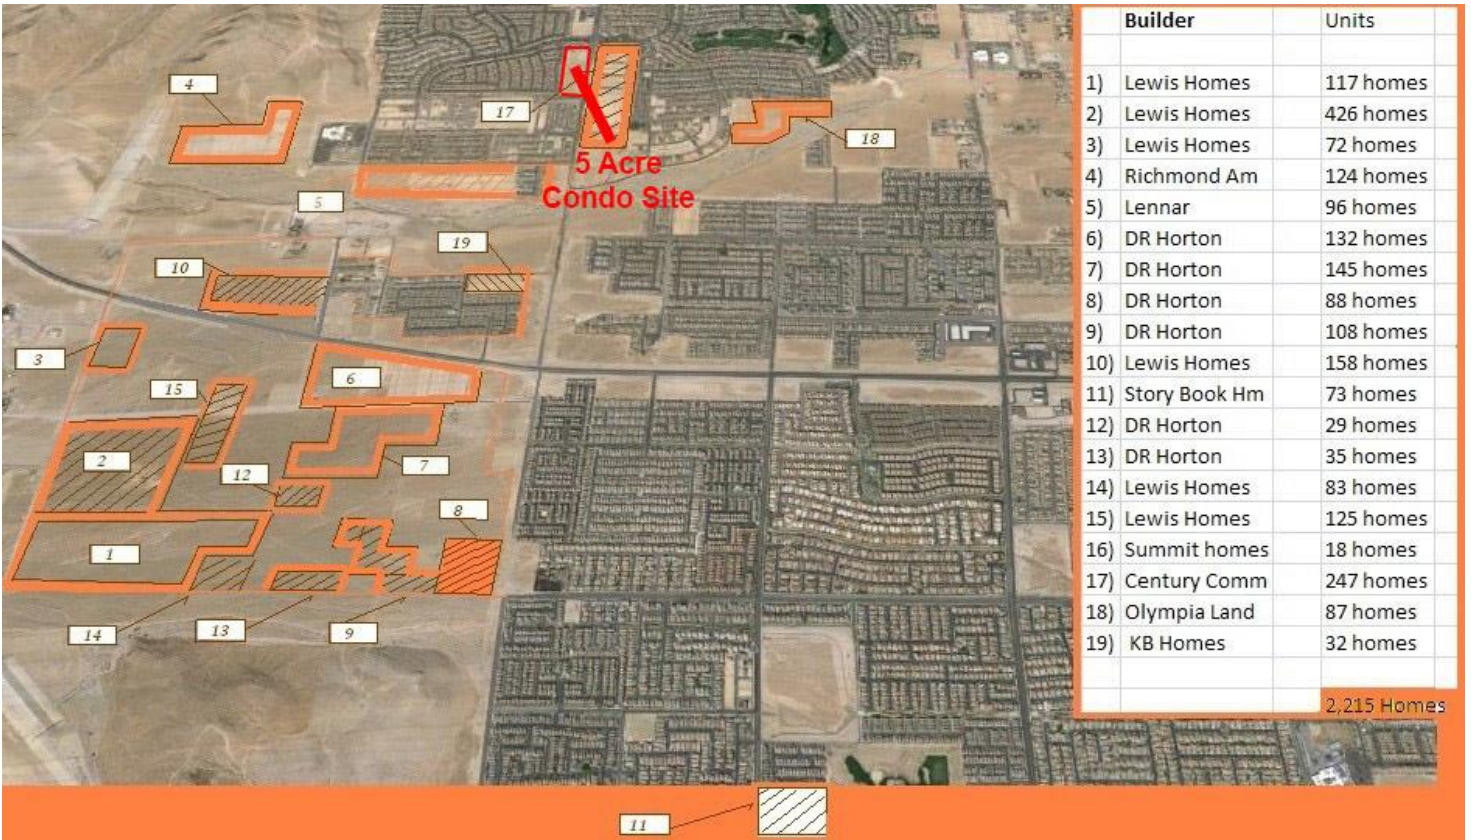 Builder Units
1) Lewis Homes 117 homes
2) Lewis Homes 426 homes
3) Lewis Homes 72 homes
4) Richmond Am 124 homes
5) Lennar 96 homes
6) DR Horton 132 homes
7) DR Horton 145 homes
8) DR Horton 88 homes
9) DR Horton 108 homes
10) Lewis Homes 158 homes
11) Story Book Hm 73 homes
12) DR Horton 29 homes
13) DR Horton 35 homes
14) Lewis Homes 83 homes
15) Lewis Homes 125 homes
16) Summit homes 18 homes
17) Century Comm 247 homes
18) Olympia Land 87 homes
19) KB Homes 32 homes
2,215 Homes
4
17
18
5 Acre
Condo Site
5
19
10
3
6
15
2
7
12
8
1
14
13
9
11